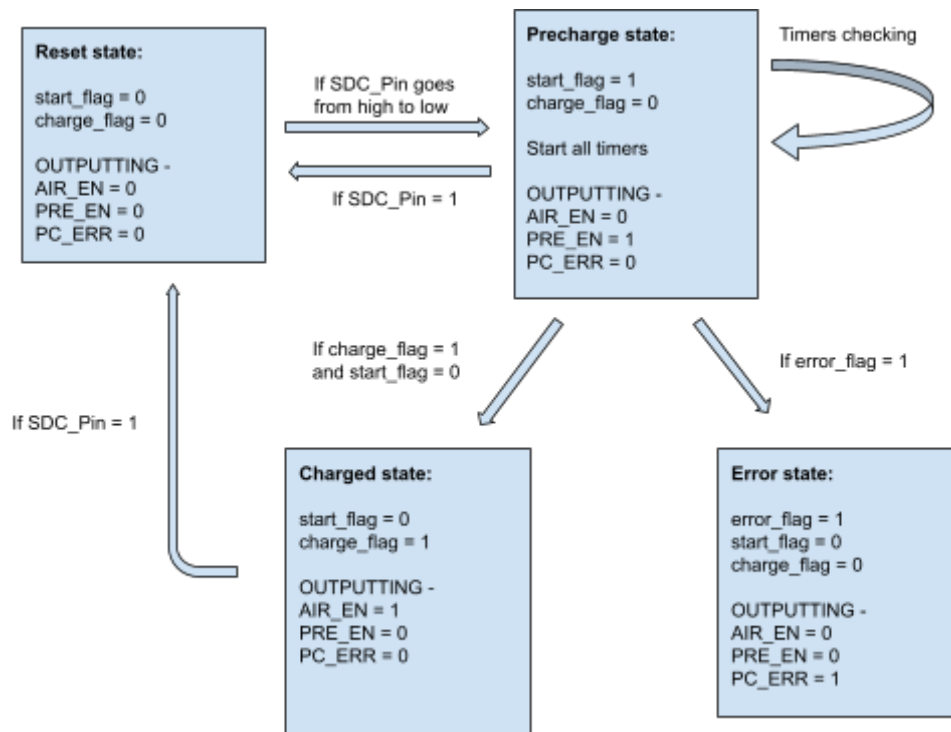 Reset state:
start_flag = 0
charge_flag = 0
OUTPUTTING -
AIR_EN = 0
PRE_EN = 0
PC_ERR = 0
If SDC_Pin goes
from high to low
If SDC_Pin = 1
Precharge state:
start_flag = 1
charge_flag = 0
Start all timers
OUTPUTTING -
AIR_EN = 0
PRE_EN = 1
PC_ERR = 0
Timers checking
If charge_flag = 1
and start_flag = 0
If error_flag = 1
If SDC_Pin = 1
Charged state:
start_flag = 0
charge_flag = 1
OUTPUTTING -
AIR_EN = 1
PRE_EN = 0
PC_ERR = 0
Error state:
error_flag = 1
start_flag = 0
charge_flag = 0
OUTPUTTING -
AIR_EN = 0
PRE_EN = 0
PC_ERR = 1